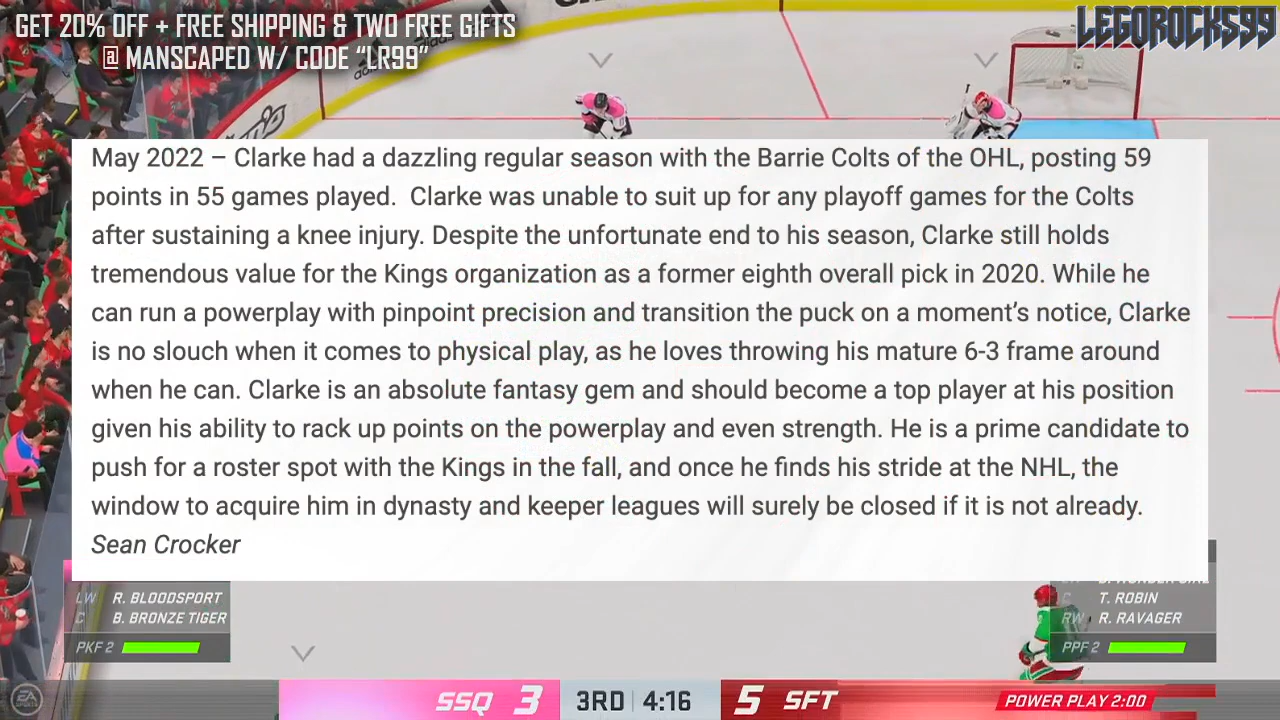 GET 20% OFF + FREE SHIPPING & TWO FREE GIFTS
@ MANSCAPED W/ CODE “LR99”
LEGOROCKS99
May 2022 – Clarke had a dazzling regular season with the Barrie Colts of the OHL, posting 59
points in 55 games played.  Clarke was unable to suit up for any playoff games for the Colts
after sustaining a knee injury. Despite the unfortunate end to his season, Clarke still holds
tremendous value for the Kings organization as a former eighth overall pick in 2020. While he
can run a powerplay with pinpoint precision and transition the puck on a moment’s notice, Clarke
is no slouch when it comes to physical play, as he loves throwing his mature 6-3 frame around
when he can. Clarke is an absolute fantasy gem and should become a top player at his position
given his ability to rack up points on the powerplay and even strength. He is a prime candidate to
push for a roster spot with the Kings in the fall, and once he finds his stride at the NHL, the
window to acquire him in dynasty and keeper leagues will surely be closed if it is not already.
Sean Crocker
LW R. BLOODSPORT
C B. BRONZE TIGER
PKF 2
C T. ROBIN
RW R. RAVAGER
PPF 2
EA SPORTS
SSQ 3 3RD 4:16 5 SFT POWER PLAY 2:00